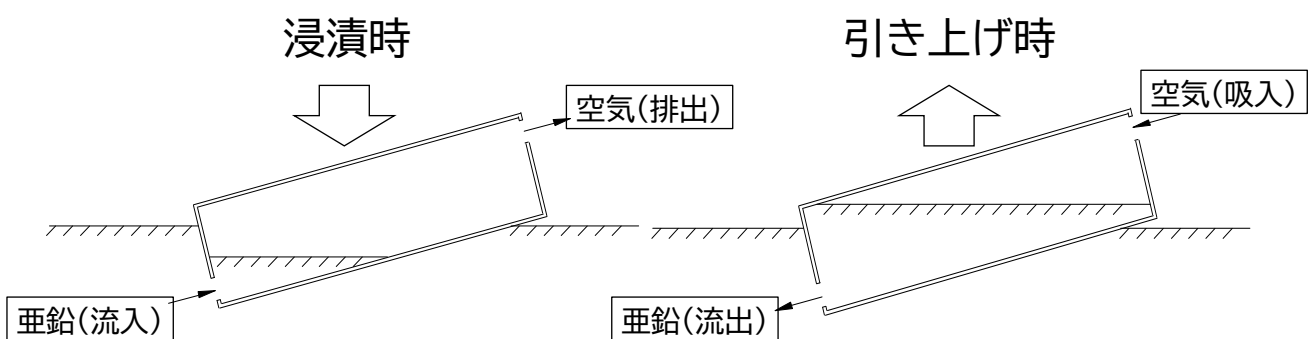 浸漬時
引き上げ時
空気(排出)
空気(吸入)
亜鉛(流入)
亜鉛(流出)